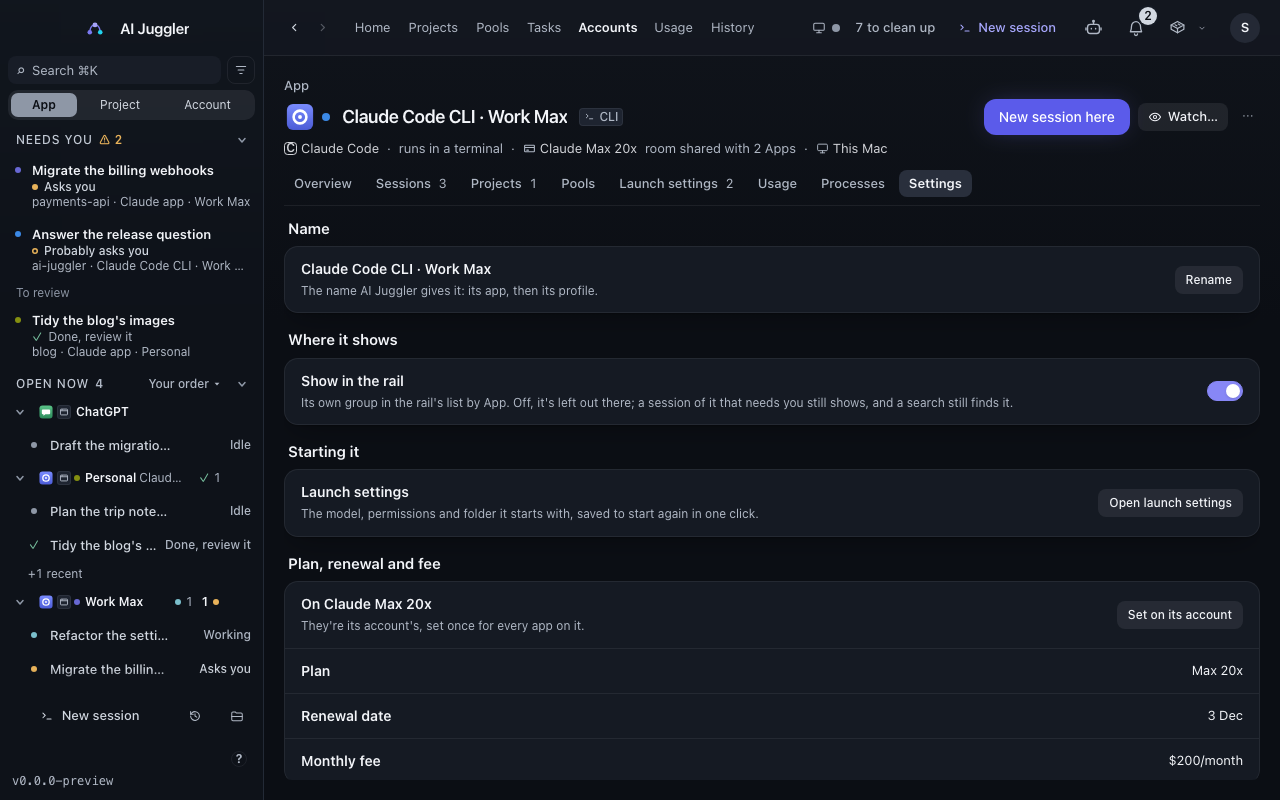 AI Juggler
Search ⌘K
App Project Account
NEEDS YOU 2
Migrate the billing webhooks
Asks you
payments-api · Claude app · Work Max
Answer the release question
Probably asks you
ai-juggler · Claude Code CLI · Work ...
To review
Tidy the blog's images
Done, review it
blog · Claude app · Personal
OPEN NOW 4 Your order
ChatGPT
Draft the migratio... Idle
Personal Claud... 1
Plan the trip note... Idle
Tidy the blog's ... Done, review it
+1 recent
Work Max 1 1
Refactor the setti... Working
Migrate the billin... Asks you
New session
?
v0.0.0-preview
Home Projects Pools Tasks Accounts Usage History 7 to clean up New session 2 S
App
Claude Code CLI · Work Max CLI New session here Watch...
Claude Code · runs in a terminal · Claude Max 20x room shared with 2 Apps · This Mac
Overview Sessions 3 Projects 1 Pools Launch settings 2 Usage Processes Settings
Name
Claude Code CLI · Work Max
The name AI Juggler gives it: its app, then its profile.
Rename
Where it shows
Show in the rail
Its own group in the rail's list by App. Off, it's left out there; a session of it that needs you still shows, and a search still finds it.
Starting it
Launch settings
The model, permissions and folder it starts with, saved to start again in one click.
Open launch settings
Plan, renewal and fee
On Claude Max 20x
They're its account's, set once for every app on it.
Set on its account
Plan Max 20x
Renewal date 3 Dec
Monthly fee $200/month